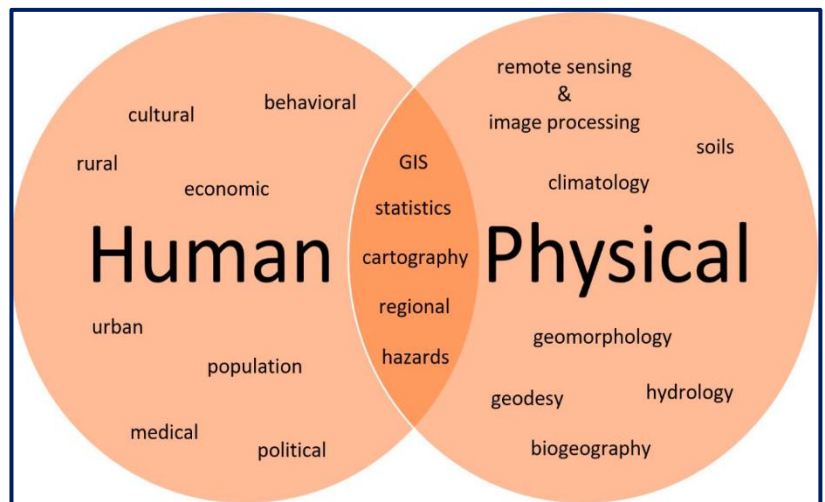 cultural
behavioral
rural
economic
Human
urban
population
medical
political
GIS
statistics
cartography
regional
hazards
remote sensing
&
image processing
soils
climatology
Physical
geomorphology
geodesy
hydrology
biogeography